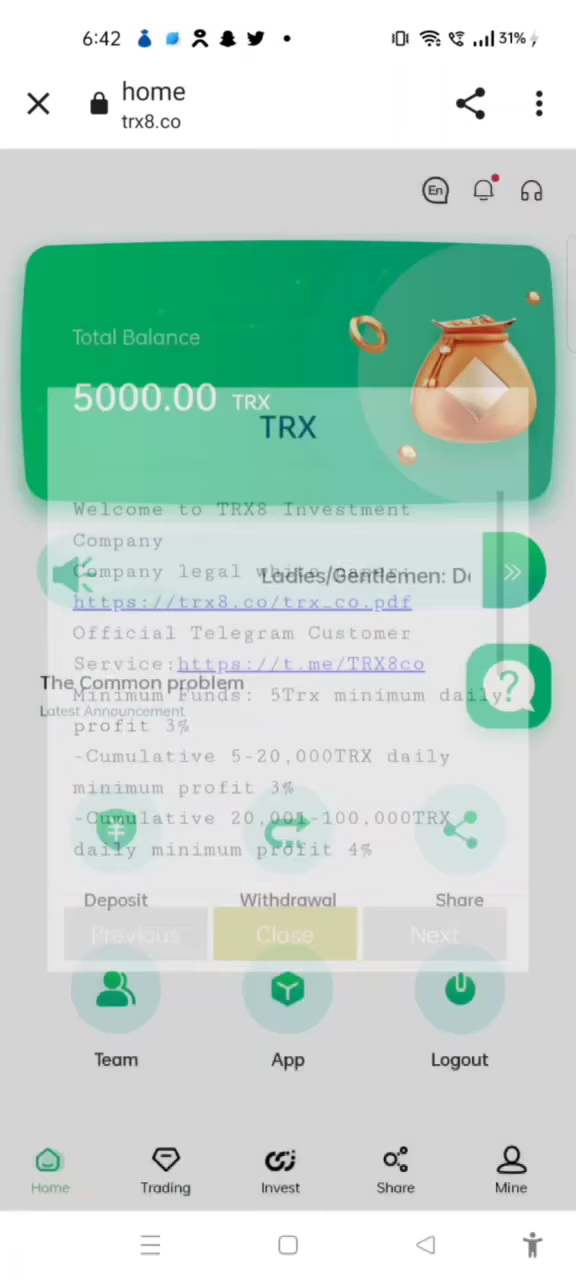 6:42
31%
home
trx8.co
En
Total Balance
5000.00 TRX
TRX
Welcome to TRX8 Investment
Company
Company legal white paper:
Ladies/Gentlemen: De
https://trx8.co/trx_co.pdf
Official Telegram Customer
Service:https://t.me/TRX8co
The Common problem
Minimum Funds: 5Trx minimum daily
Latest Announcement
profit 3%
-Cumulative 5-20,000TRX daily
minimum profit 3%
-Cumulative 20,001-100,000TRX
daily minimum profit 4%
Deposit Withdrawal Share
Previous Close Next
Team App Logout
Home Trading Invest Share Mine